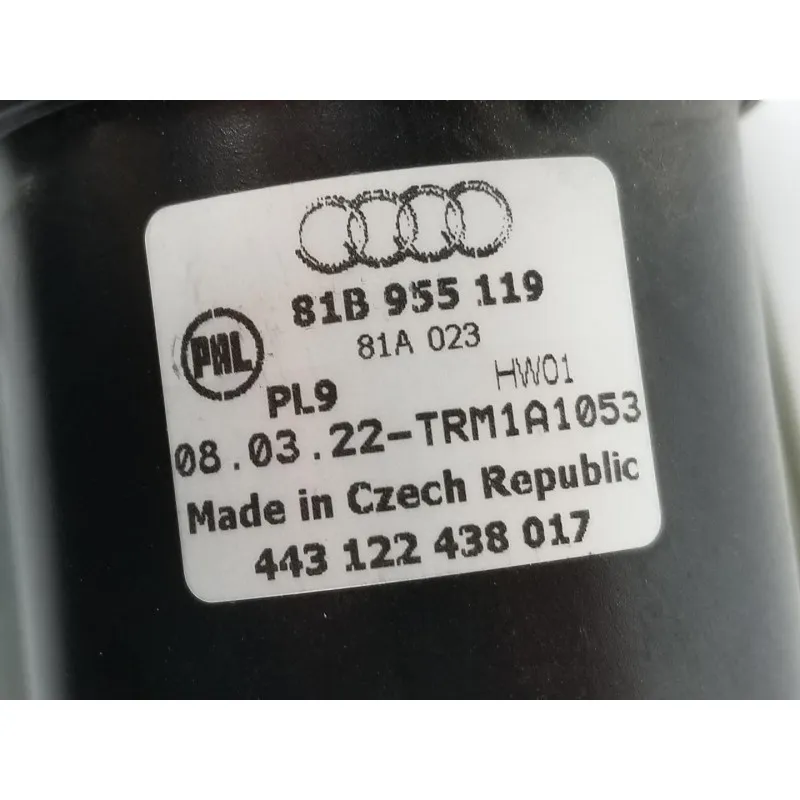 81B 955 119
81A 023
PAL
HW01
PL9
08.03.22-TRM1A1053
Made in Czech Republic
443 122 438 017